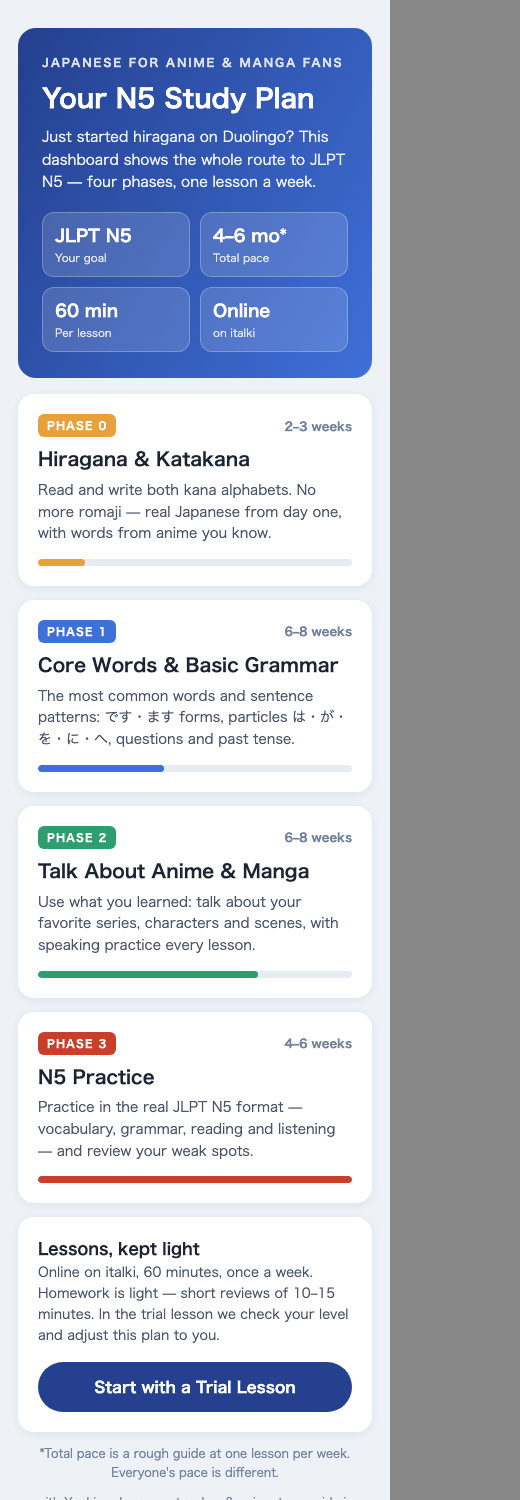 JAPANESE FOR ANIME & MANGA FANS
Your N5 Study Plan
Just started hiragana on Duolingo? This
dashboard shows the whole route to JLPT
N5 — four phases, one lesson a week.
JLPT N5
Your goal
4–6 mo*
Total pace
60 min
Per lesson
Online
on italki
PHASE 0
2–3 weeks
Hiragana & Katakana
Read and write both kana alphabets. No
more romaji — real Japanese from day one,
with words from anime you know.
PHASE 1
6–8 weeks
Core Words & Basic Grammar
The most common words and sentence
patterns: です・ます forms, particles は・が・
を・に・へ, questions and past tense.
PHASE 2
6–8 weeks
Talk About Anime & Manga
Use what you learned: talk about your
favorite series, characters and scenes, with
speaking practice every lesson.
PHASE 3
4–6 weeks
N5 Practice
Practice in the real JLPT N5 format —
vocabulary, grammar, reading and listening
— and review your weak spots.
Lessons, kept light
Online on italki, 60 minutes, once a week.
Homework is light — short reviews of 10–15
minutes. In the trial lesson we check your level
and adjust this plan to you.
Start with a Trial Lesson
*Total pace is a rough guide at one lesson per week.
Everyone's pace is different.